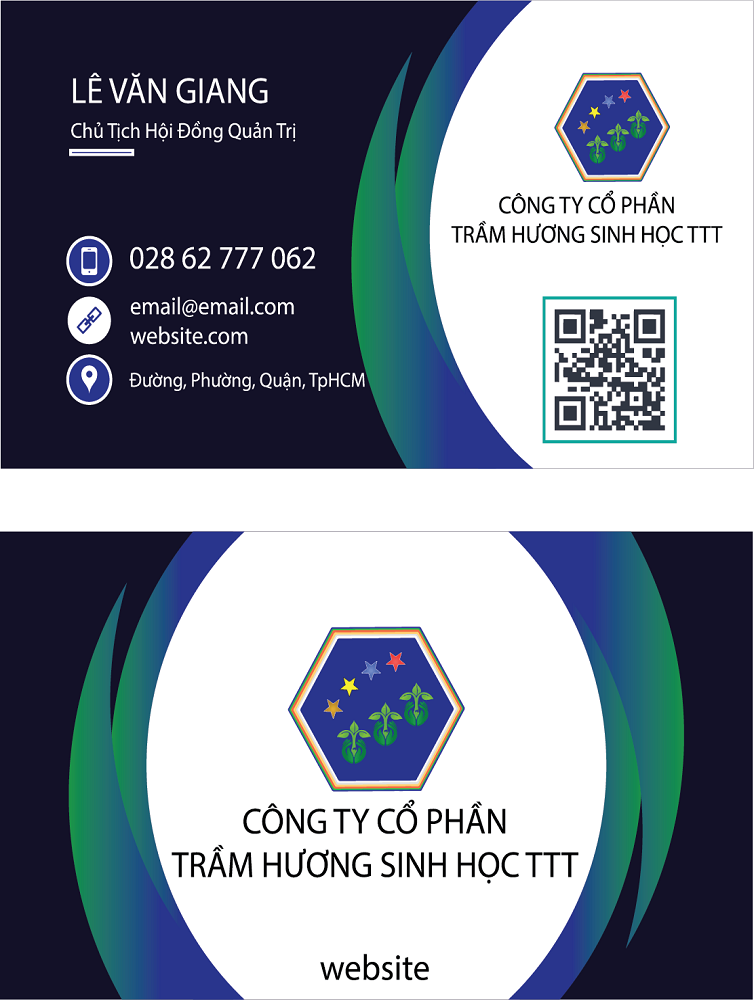 LÊ VĂN GIANG
Chủ Tịch Hội Đồng Quản Trị
028 62 777 062
email@email.com
website.com
Đường, Phường, Quận, TpHCM
CÔNG TY CỔ PHẦN
TRẦM HƯƠNG SINH HỌC TTT
CÔNG TY CỔ PHẦN
TRẦM HƯƠNG SINH HỌC TTT
website